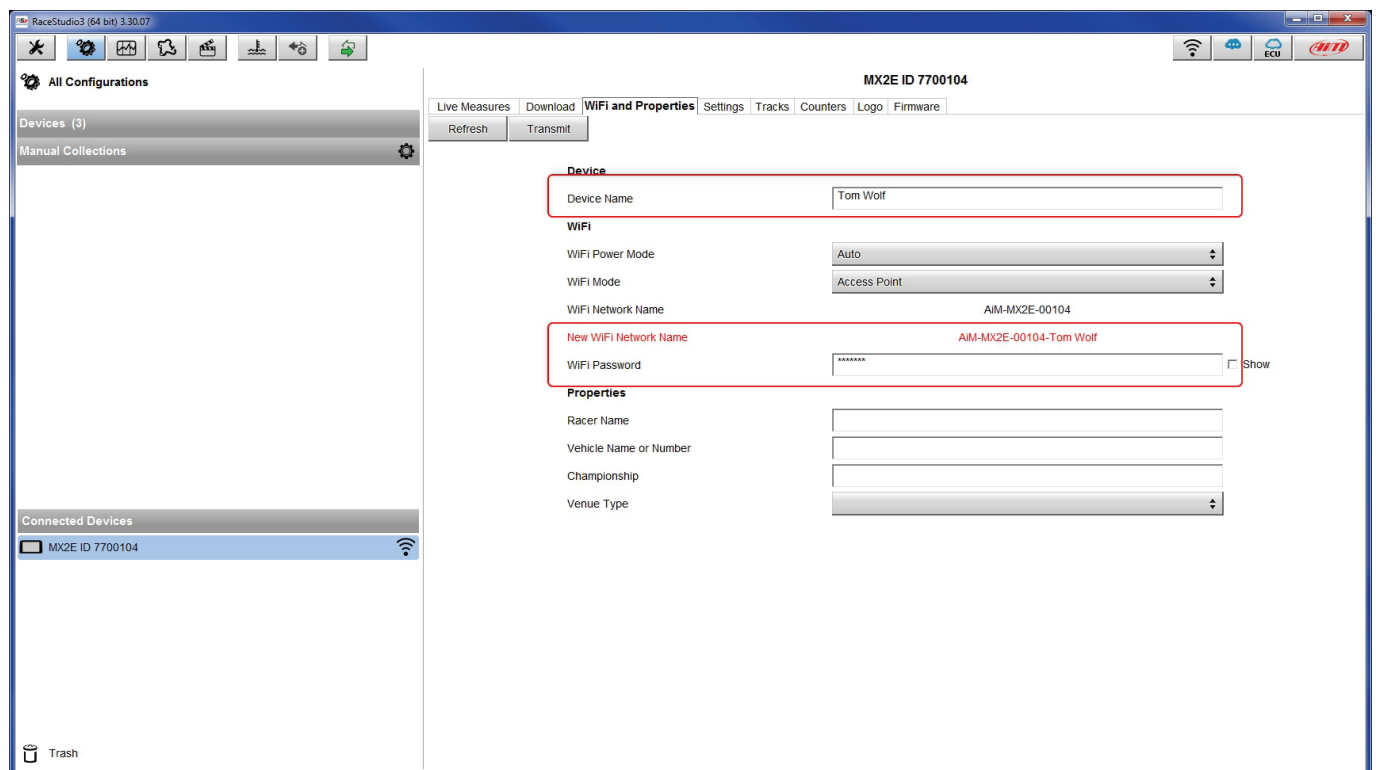 RaceStudio3 (64 bit) 3.30.07
ECU
AiM
All Configurations
MX2E ID 7700104
Live Measures Download WiFi and Properties Settings Tracks Counters Logo Firmware
Devices (3)
Refresh Transmit
Manual Collections
Device
Device Name Tom Wolf
WiFi
WiFi Power Mode Auto
WiFi Mode Access Point
WiFi Network Name AiM-MX2E-00104
New WiFi Network Name AiM-MX2E-00104-Tom Wolf
WiFi Password ******* Show
Properties
Racer Name
Vehicle Name or Number
Championship
Venue Type
Connected Devices
MX2E ID 7700104
Trash